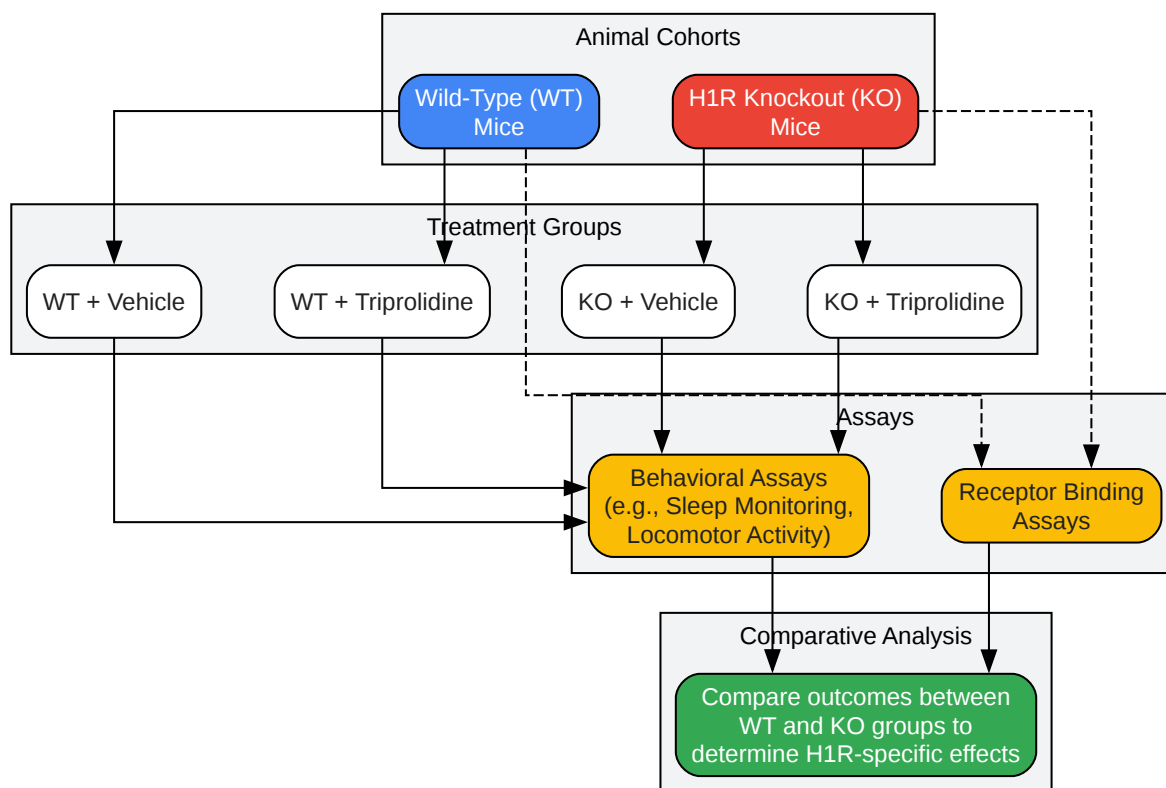 Animal Cohorts
Wild-Type (WT)
Mice
H1R Knockout (KO)
Mice
Treatment Groups
WT + Vehicle
WT + Triprolidine
KO + Vehicle
KO + Triprolidine
Assays
Behavioral Assays
(e.g., Sleep Monitoring,
Locomotor Activity)
Receptor Binding
Assays
Comparative Analysis
Compare outcomes between
WT and KO groups to
determine H1R-specific effects